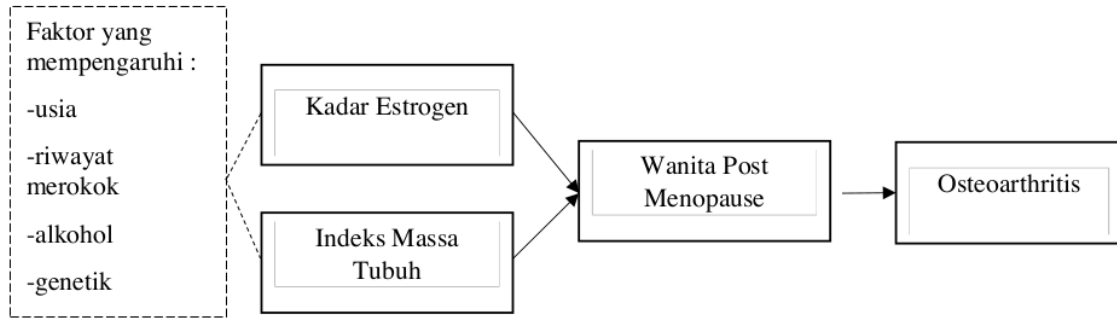 Faktor yang
mempengaruhi :
-usia
-riwayat
merokok
-alkohol
-genetik
Kadar Estrogen
Indeks Massa
Tubuh
Wanita Post
Menopause
Osteoarthritis